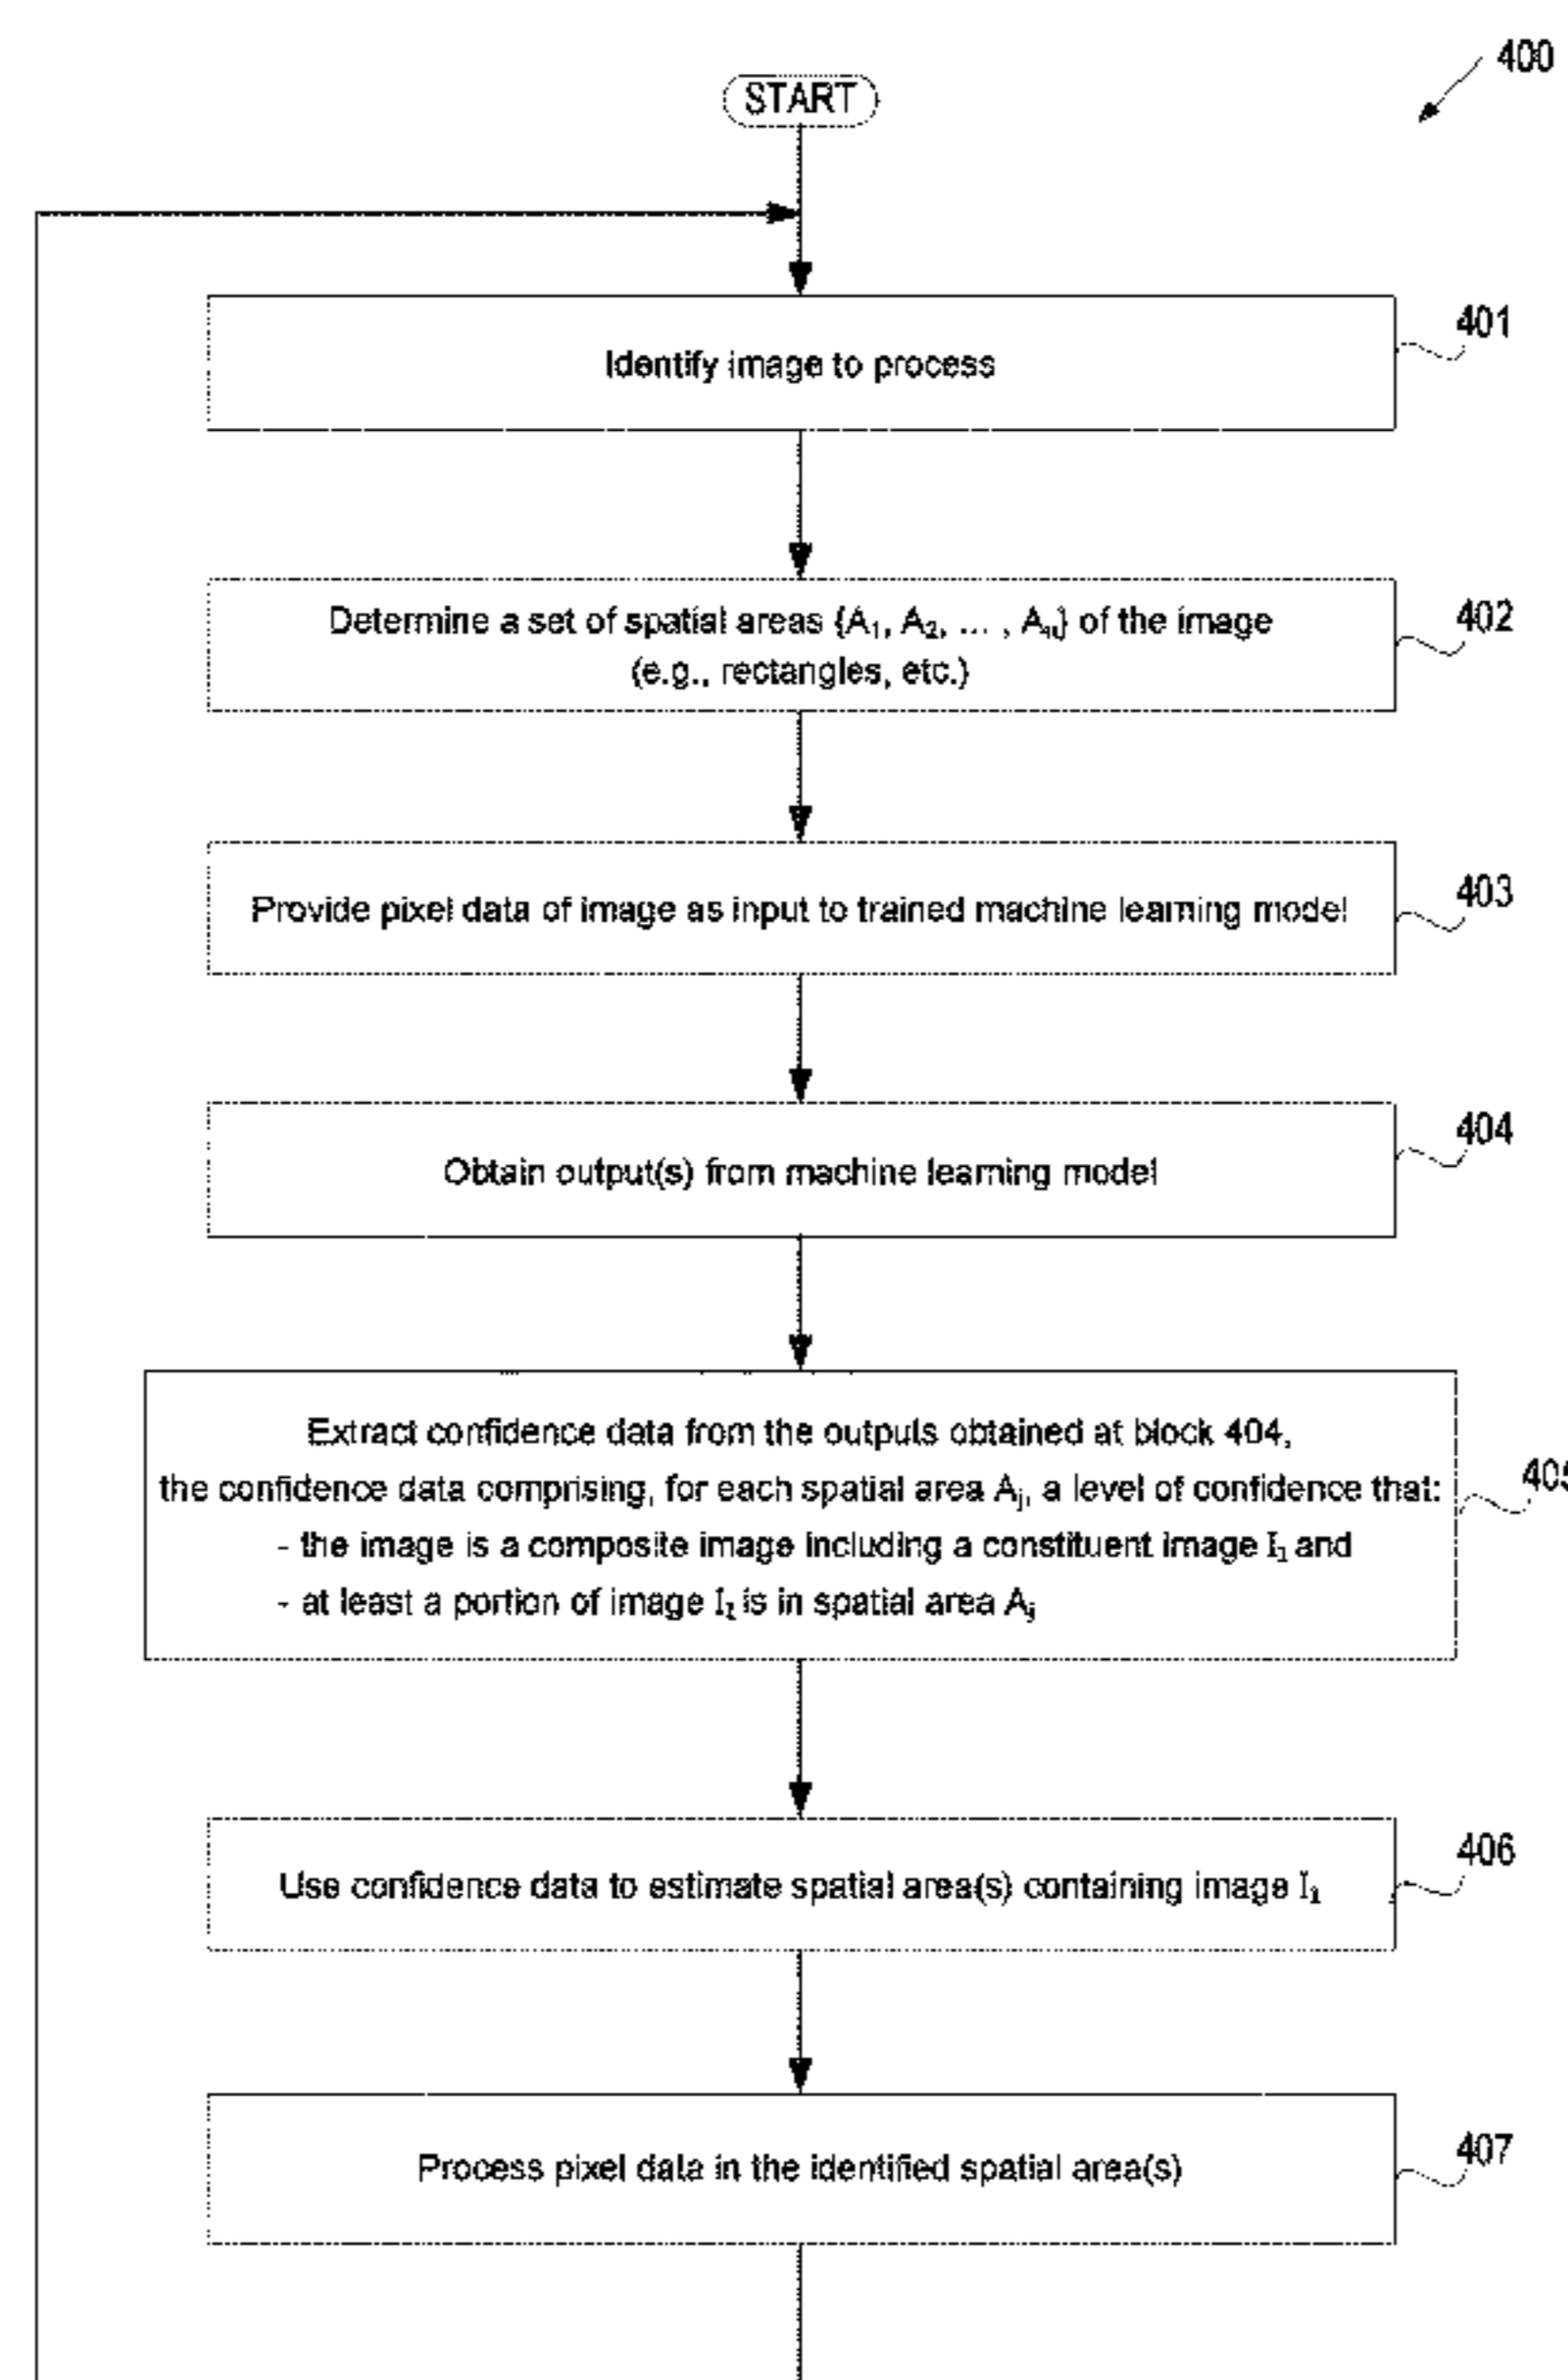 400
START
401
Identify image to process
402
Determine a set of spatial areas {A₁, A₂, ... , Aₙ} of the image
(e.g., rectangles, etc.)
403
Provide pixel data of image as input to trained machine learning model
404
Obtain output(s) from machine learning model
405
Extract confidence data from the outputs obtained at block 404,
the confidence data comprising, for each spatial area Aⱼ, a level of confidence that:
- the image is a composite image including a constituent image I₁ and
- at least a portion of image I₁ is in spatial area Aⱼ
406
Use confidence data to estimate spatial area(s) containing image I₁
407
Process pixel data in the identified spatial area(s)